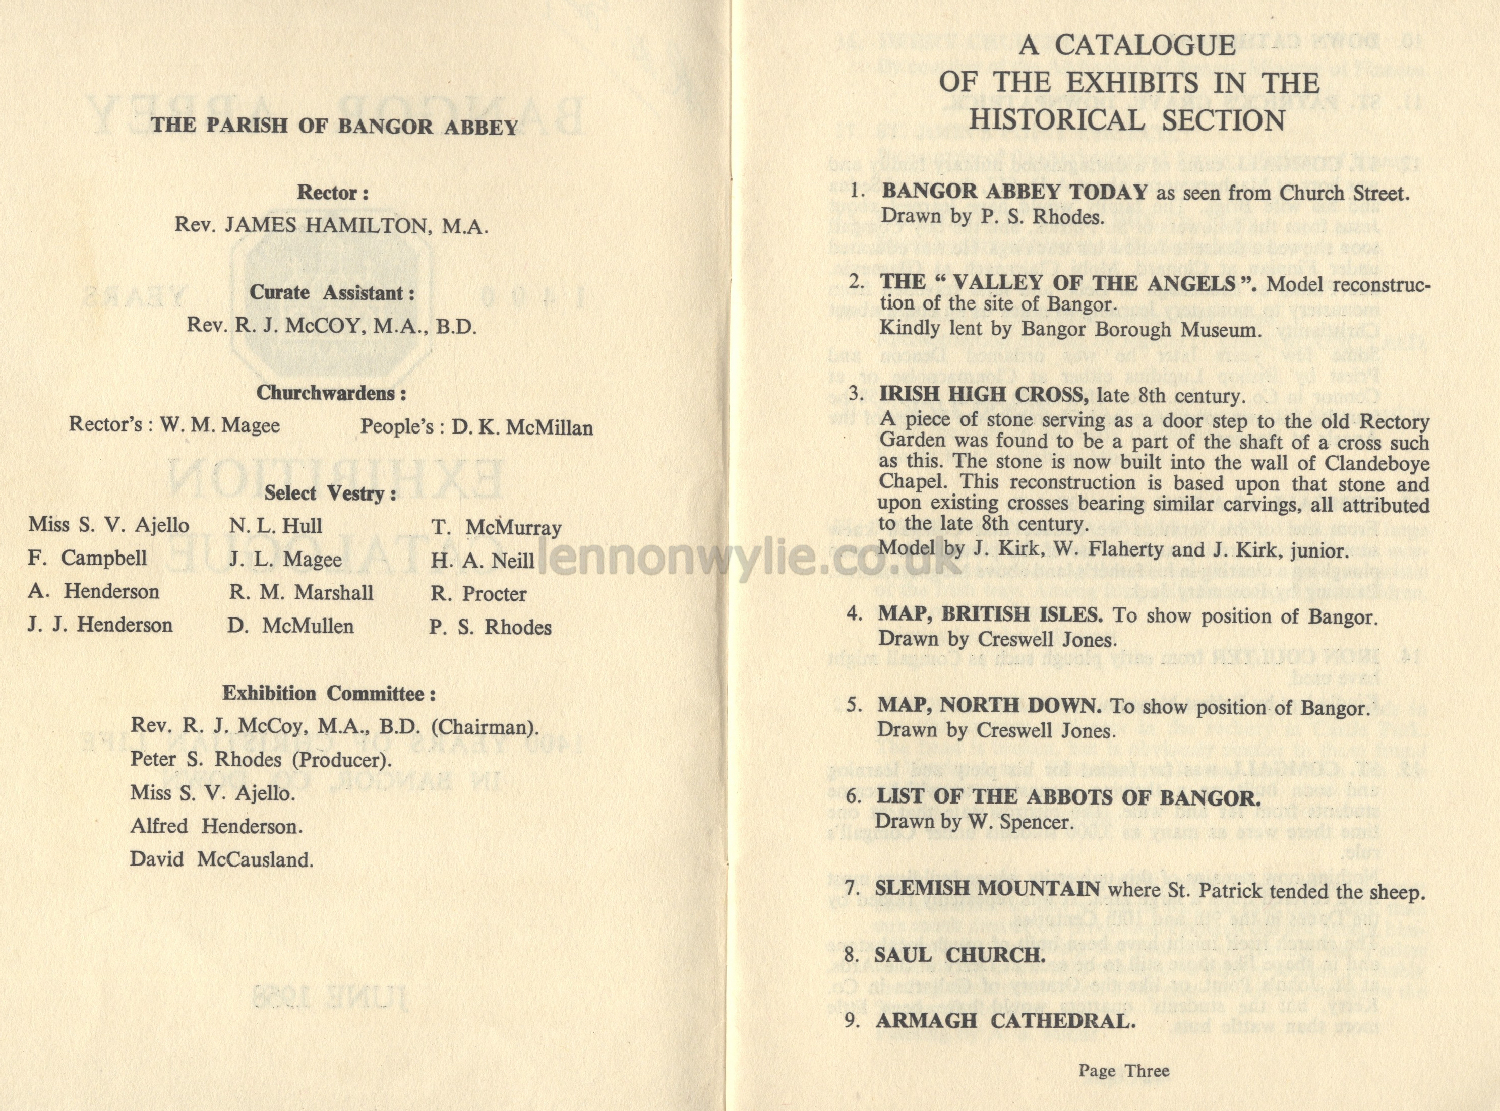 THE PARISH OF BANGOR ABBEY
Rector :
Rev. JAMES HAMILTON, M.A.
Curate Assistant :
Rev. R. J. McCOY, M.A., B.D.
Churchwardens :
Rector's : W. M. Magee People's : D. K. McMillan
Select Vestry :
Miss S. V. Ajello N. L. Hull T. McMurray
F. Campbell J. L. Magee H. A. Neill
A. Henderson R. M. Marshall R. Procter
J. J. Henderson D. McMullen P. S. Rhodes
Exhibition Committee :
Rev. R. J. McCoy, M.A., B.D. (Chairman).
Peter S. Rhodes (Producer).
Miss S. V. Ajello.
Alfred Henderson.
David McCausland.
lennonwylie.co.uk
A CATALOGUE
OF THE EXHIBITS IN THE
HISTORICAL SECTION
1. BANGOR ABBEY TODAY as seen from Church Street.
Drawn by P. S. Rhodes.
2. THE " VALLEY OF THE ANGELS ". Model reconstruc-
tion of the site of Bangor.
Kindly lent by Bangor Borough Museum.
3. IRISH HIGH CROSS, late 8th century.
A piece of stone serving as a door step to the old Rectory
Garden was found to be a part of the shaft of a cross such
as this. The stone is now built into the wall of Clandeboye
Chapel. This reconstruction is based upon that stone and
upon existing crosses bearing similar carvings, all attributed
to the late 8th century.
Model by J. Kirk, W. Flaherty and J. Kirk, junior.
4. MAP, BRITISH ISLES. To show position of Bangor.
Drawn by Creswell Jones.
5. MAP, NORTH DOWN. To show position of Bangor.
Drawn by Creswell Jones.
6. LIST OF THE ABBOTS OF BANGOR.
Drawn by W. Spencer.
7. SLEMISH MOUNTAIN where St. Patrick tended the sheep.
8. SAUL CHURCH.
9. ARMAGH CATHEDRAL.
Page Three